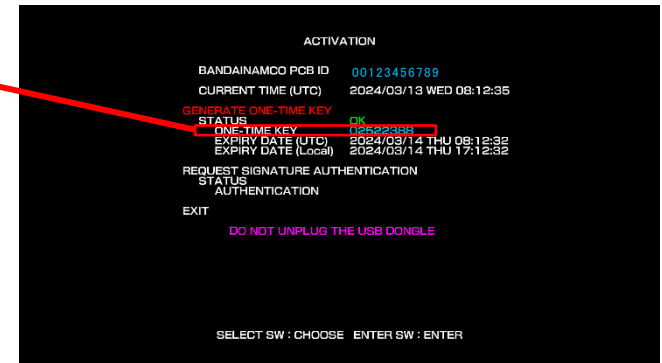 ACTIVATION
BANDAINAMCO PCB ID 00123456789
CURRENT TIME (UTC) 2024/03/13 WED 08:12:35
GENERATE ONE-TIME KEY
STATUS OK
ONE-TIME KEY 02522388
EXPIRY DATE (UTC) 2024/03/14 THU 08:12:32
EXPIRY DATE (Local) 2024/03/14 THU 17:12:32
REQUEST SIGNATURE AUTHENTICATION
STATUS
AUTHENTICATION
EXIT
DO NOT UNPLUG THE USB DONGLE
SELECT SW : CHOOSE ENTER SW : ENTER